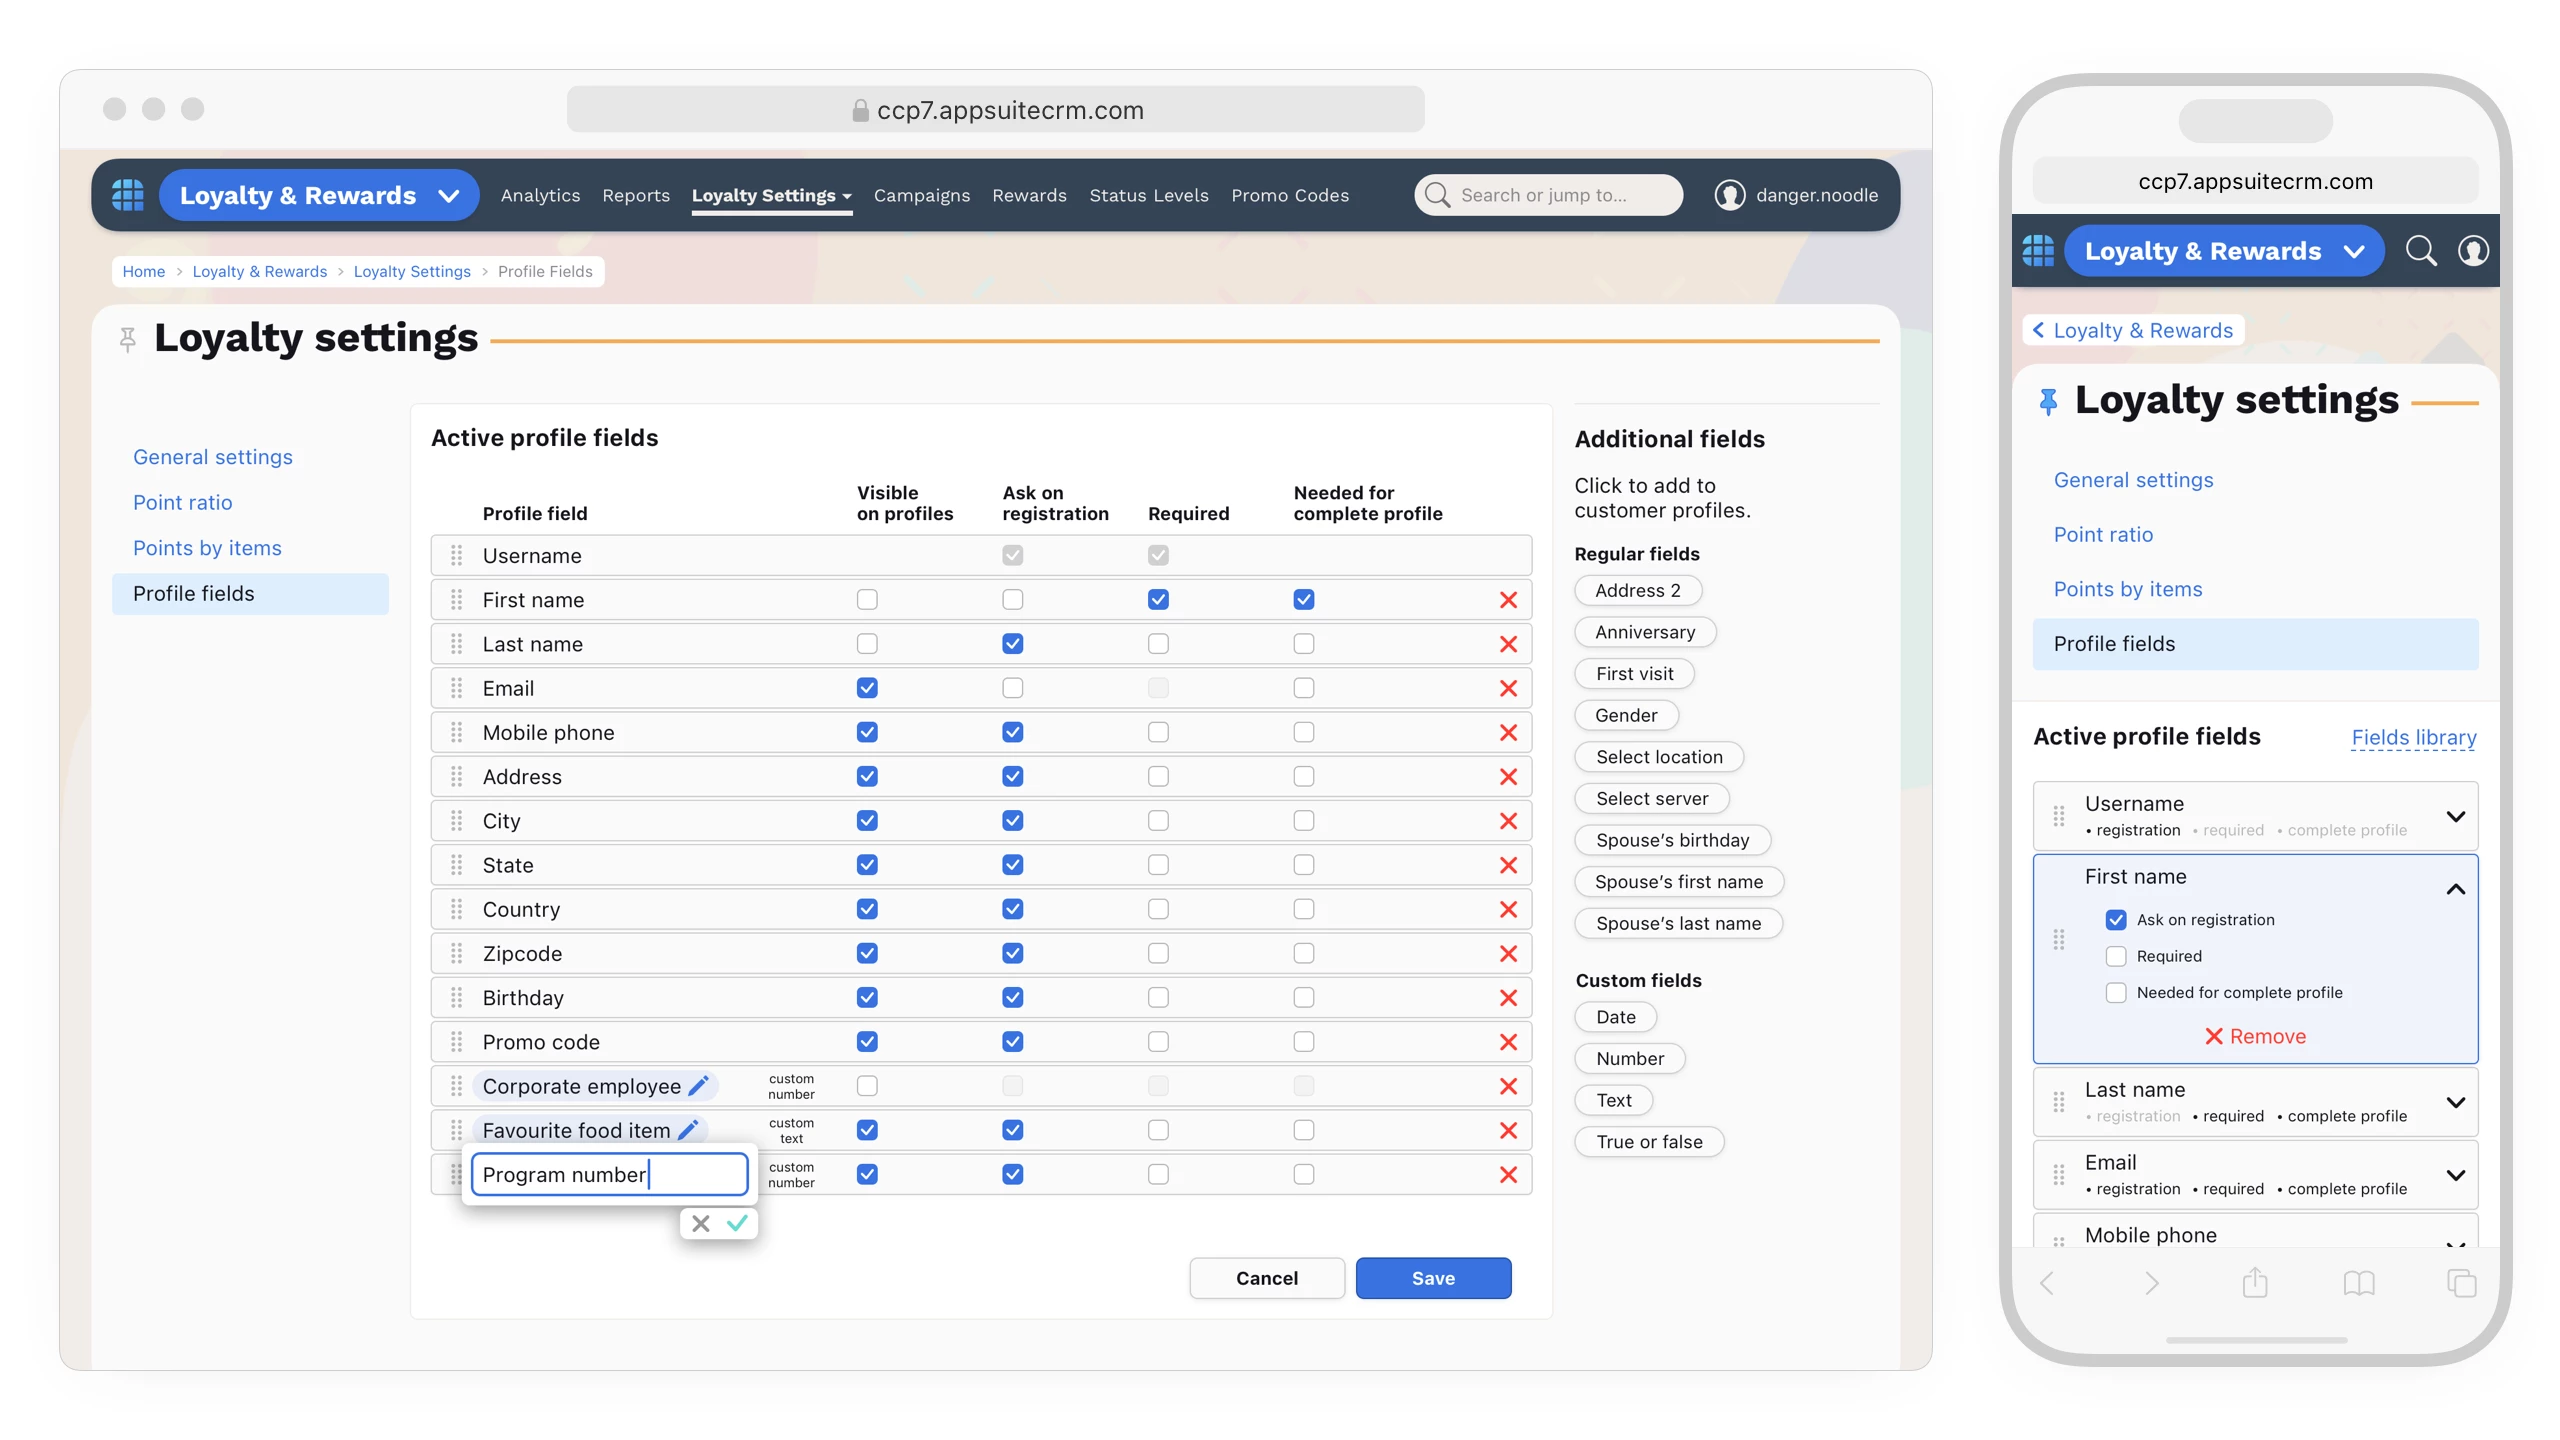 ccp7.appsuitecrm.com
Loyalty & Rewards
Analytics
Reports
Loyalty Settings
Campaigns
Rewards
Status Levels
Promo Codes
Search or jump to...
danger.noodle
Home > Loyalty & Rewards > Loyalty Settings > Profile Fields
Loyalty settings
General settings
Point ratio
Points by items
Profile fields
Active profile fields
Profile field
Visible
on profiles
Ask on
registration
Required
Needed for
complete profile
Username
First name
Last name
Email
Mobile phone
Address
City
State
Country
Zipcode
Birthday
Promo code
Corporate employee
custom
number
Favourite food item
custom
text
Program number
custom
number
Cancel
Save
Additional fields
Click to add to
customer profiles.
Regular fields
Address 2
Anniversary
First visit
Gender
Select location
Select server
Spouse’s birthday
Spouse’s first name
Spouse’s last name
Custom fields
Date
Number
Text
True or false
ccp7.appsuitecrm.com
Loyalty & Rewards
Loyalty & Rewards
Loyalty settings
General settings
Point ratio
Points by items
Profile fields
Active profile fields
Fields library
Username
• registration • required • complete profile
First name
Ask on registration
Required
Needed for complete profile
Remove
Last name
• registration • required • complete profile
Email
• registration • required • complete profile
Mobile phone